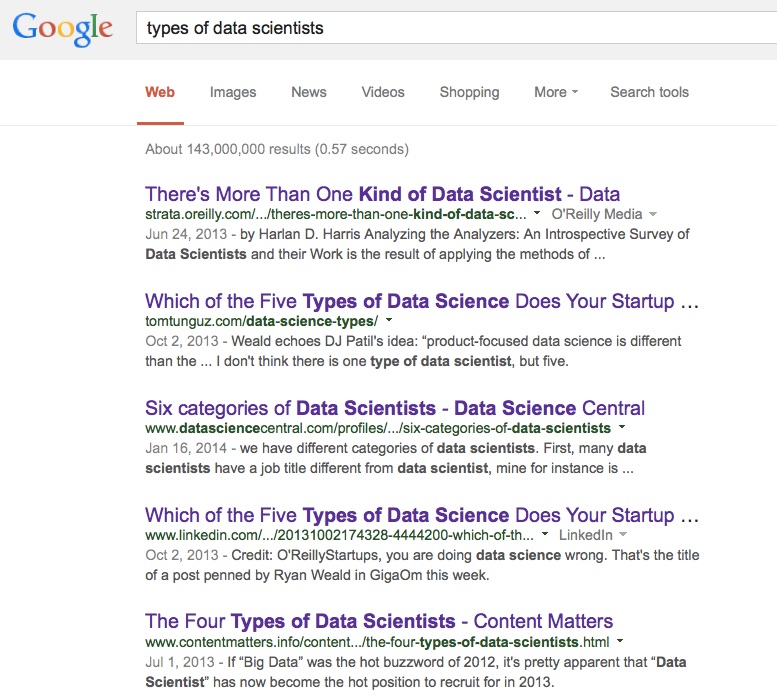 Google
types of data scientists
Web Images News Videos Shopping More Search tools
About 143,000,000 results (0.57 seconds)
There's More Than One Kind of Data Scientist - Data
strata.oreilly.com/.../theres-more-than-one-kind-of-data-sc... O'Reilly Media
Jun 24, 2013 - by Harlan D. Harris Analyzing the Analyzers: An Introspective Survey of
Data Scientists and their Work is the result of applying the methods of ...
Which of the Five Types of Data Science Does Your Startup ...
tomtunguz.com/data-science-types/
Oct 2, 2013 - Weald echoes DJ Patil's idea: “product-focused data science is different
than the ... I don't think there is one type of data scientist, but five.
Six categories of Data Scientists - Data Science Central
www.datasciencecentral.com/profiles/.../six-categories-of-data-scientists
Jan 16, 2014 - we have different categories of data scientists. First, many data
scientists have a job title different from data scientist, mine for instance is ...
Which of the Five Types of Data Science Does Your Startup ...
www.linkedin.com/.../20131002174328-4444200-which-of-th... LinkedIn
Oct 2, 2013 - Credit: O'ReillyStartups, you are doing data science wrong. That's the title
of a post penned by Ryan Weald in GigaOm this week.
The Four Types of Data Scientists - Content Matters
www.contentmatters.info/content.../the-four-types-of-data-scientists.html
Jul 1, 2013 - If “Big Data” was the hot buzzword of 2012, it's pretty apparent that “Data
Scientist” has now become the hot position to recruit for in 2013.